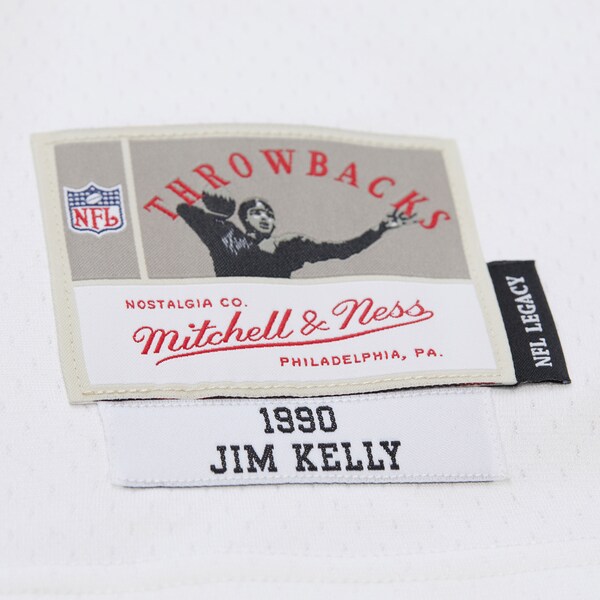 THROWBACKS
NFL
NOSTALGIA CO.
Mitchell & Ness
PHILADELPHIA, PA.
NFL LEGACY
1990
JIM KELLY